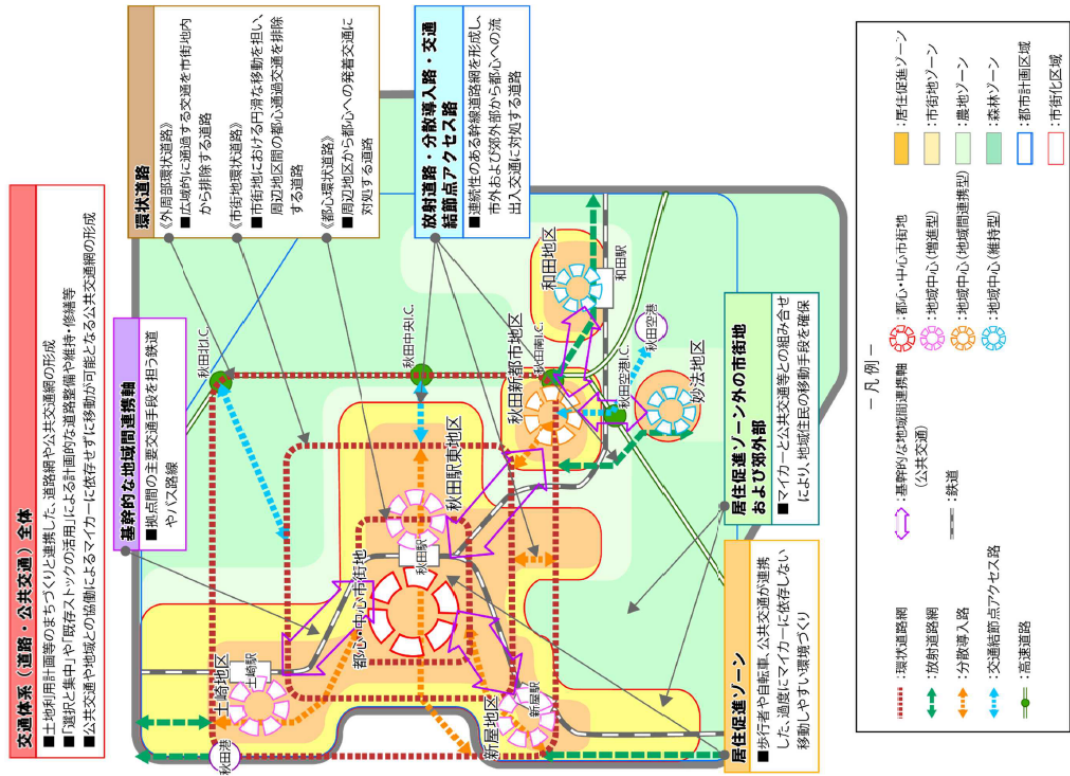 交通体系（道路・公共交通）全体
■土地利用計画等のまちづくりと連携した、道路網や公共交通網の形成
■「選択と集中」や「既存ストックの活用」による計画的な道路整備や維持・修繕等
■公共交通や地域との協働によるマイカーに依存せずに移動が可能となる公共交通網の形成
基幹的な地域間連携軸
■拠点間の主要交通手段を担う鉄道
やバス路線
環状道路
《外周部環状道路》
■広域的に通過する交通を市街地内
から排除する道路
《市街地環状道路》
■市街地における円滑な移動を担い、
周辺地区間の都心通過交通を排除
する道路
《都心環状道路》
■周辺地区から都心への発着交通に
対処する道路
放射道路・分散導入路・交通
結節点アクセス路
■連続性のある幹線道路網を形成し、
市外および郊外部から都心への流
出入交通に対処する道路
秋田港
土崎地区
土崎駅
都心・中心市街地
秋田駅
秋田駅東地区
新屋地区
新屋駅
秋田北I.C.
秋田中央I.C.
秋田新都市地区
秋田南I.C.
秋田空港I.C.
和田地区
和田駅
秋田空港
妙法地区
居住促進ゾーン
■歩行者や自転車、公共交通が連携
した、過度にマイカーに依存しない
移動しやすい環境づくり
居住促進ゾーン外の市街地
および郊外部
■マイカーと公共交通等との組み合わせ
により、地域住民の移動手段を確保
－ 凡 例 －
：環状道路網
：放射道路網
：分散導入路
：交通結節点アクセス路
：高速道路
：基幹的な地域間連携軸
（公共交通）
：鉄道
：都心・中心市街地
：地域中心（増進型）
：地域中心（地域間連携型）
：地域中心（維持型）
：居住促進ゾーン
：市街地ゾーン
：農地ゾーン
：森林ゾーン
：都市計画区域
：市街化区域